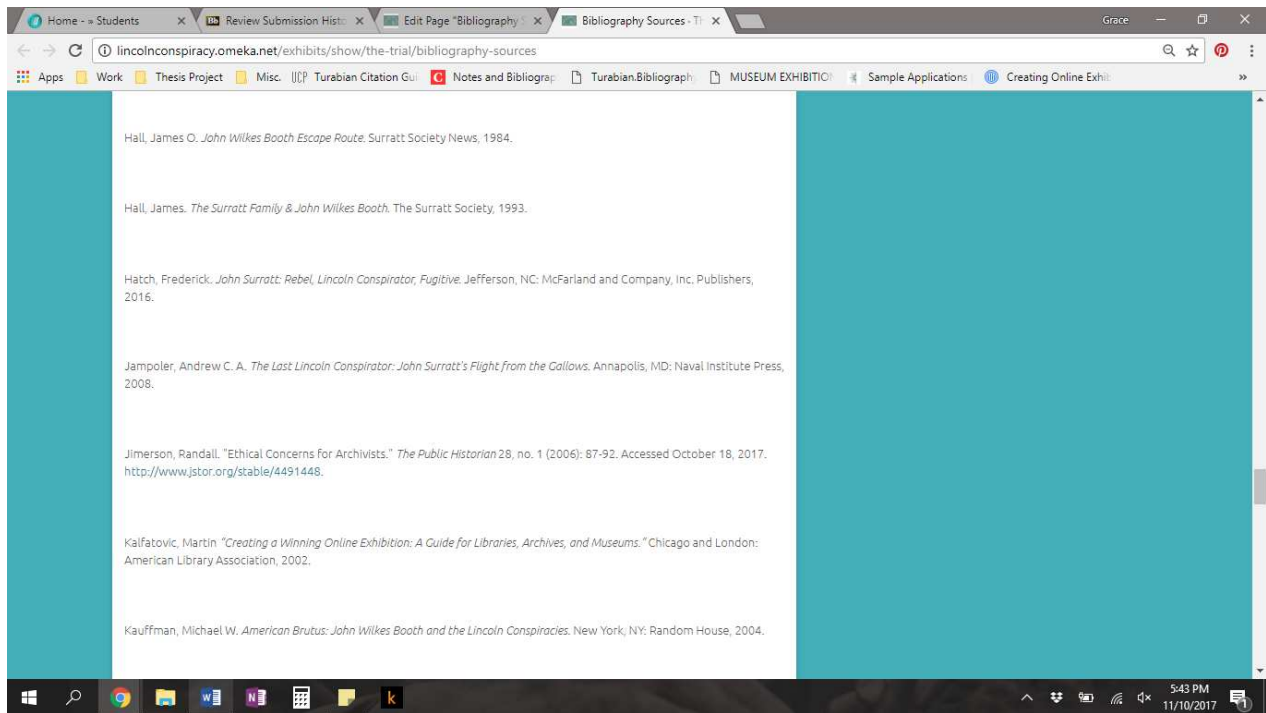 Home - » Students
Review Submission Histo
Edit Page "Bibliography S
Bibliography Sources · Th
Grace
lincolnconspiracy.omeka.net/exhibits/show/the-trial/bibliography-sources
Apps Work Thesis Project Misc. UCP Turabian Citation Gui C Notes and Bibliograp Turabian.Bibliograph MUSEUM EXHIBITIO Sample Applications Creating Online Exhib »
Hall, James O. John Wilkes Booth Escape Route. Surratt Society News, 1984.
Hall, James. The Surratt Family & John Wilkes Booth. The Surratt Society, 1993.
Hatch, Frederick. John Surratt: Rebel, Lincoln Conspirator, Fugitive. Jefferson, NC: McFarland and Company, Inc. Publishers,
2016.
Jampoler, Andrew C. A. The Last Lincoln Conspirator: John Surratt's Flight from the Gallows. Annapolis, MD: Naval Institute Press,
2008.
Jimerson, Randall. "Ethical Concerns for Archivists." The Public Historian 28, no. 1 (2006): 87-92. Accessed October 18, 2017.
http://www.jstor.org/stable/4491448.
Kalfatovic, Martin "Creating a Winning Online Exhibition: A Guide for Libraries, Archives, and Museums." Chicago and London:
American Library Association, 2002.
Kauffman, Michael W. American Brutus: John Wilkes Booth and the Lincoln Conspiracies. New York, NY: Random House, 2004.
k
5:43 PM
11/10/2017